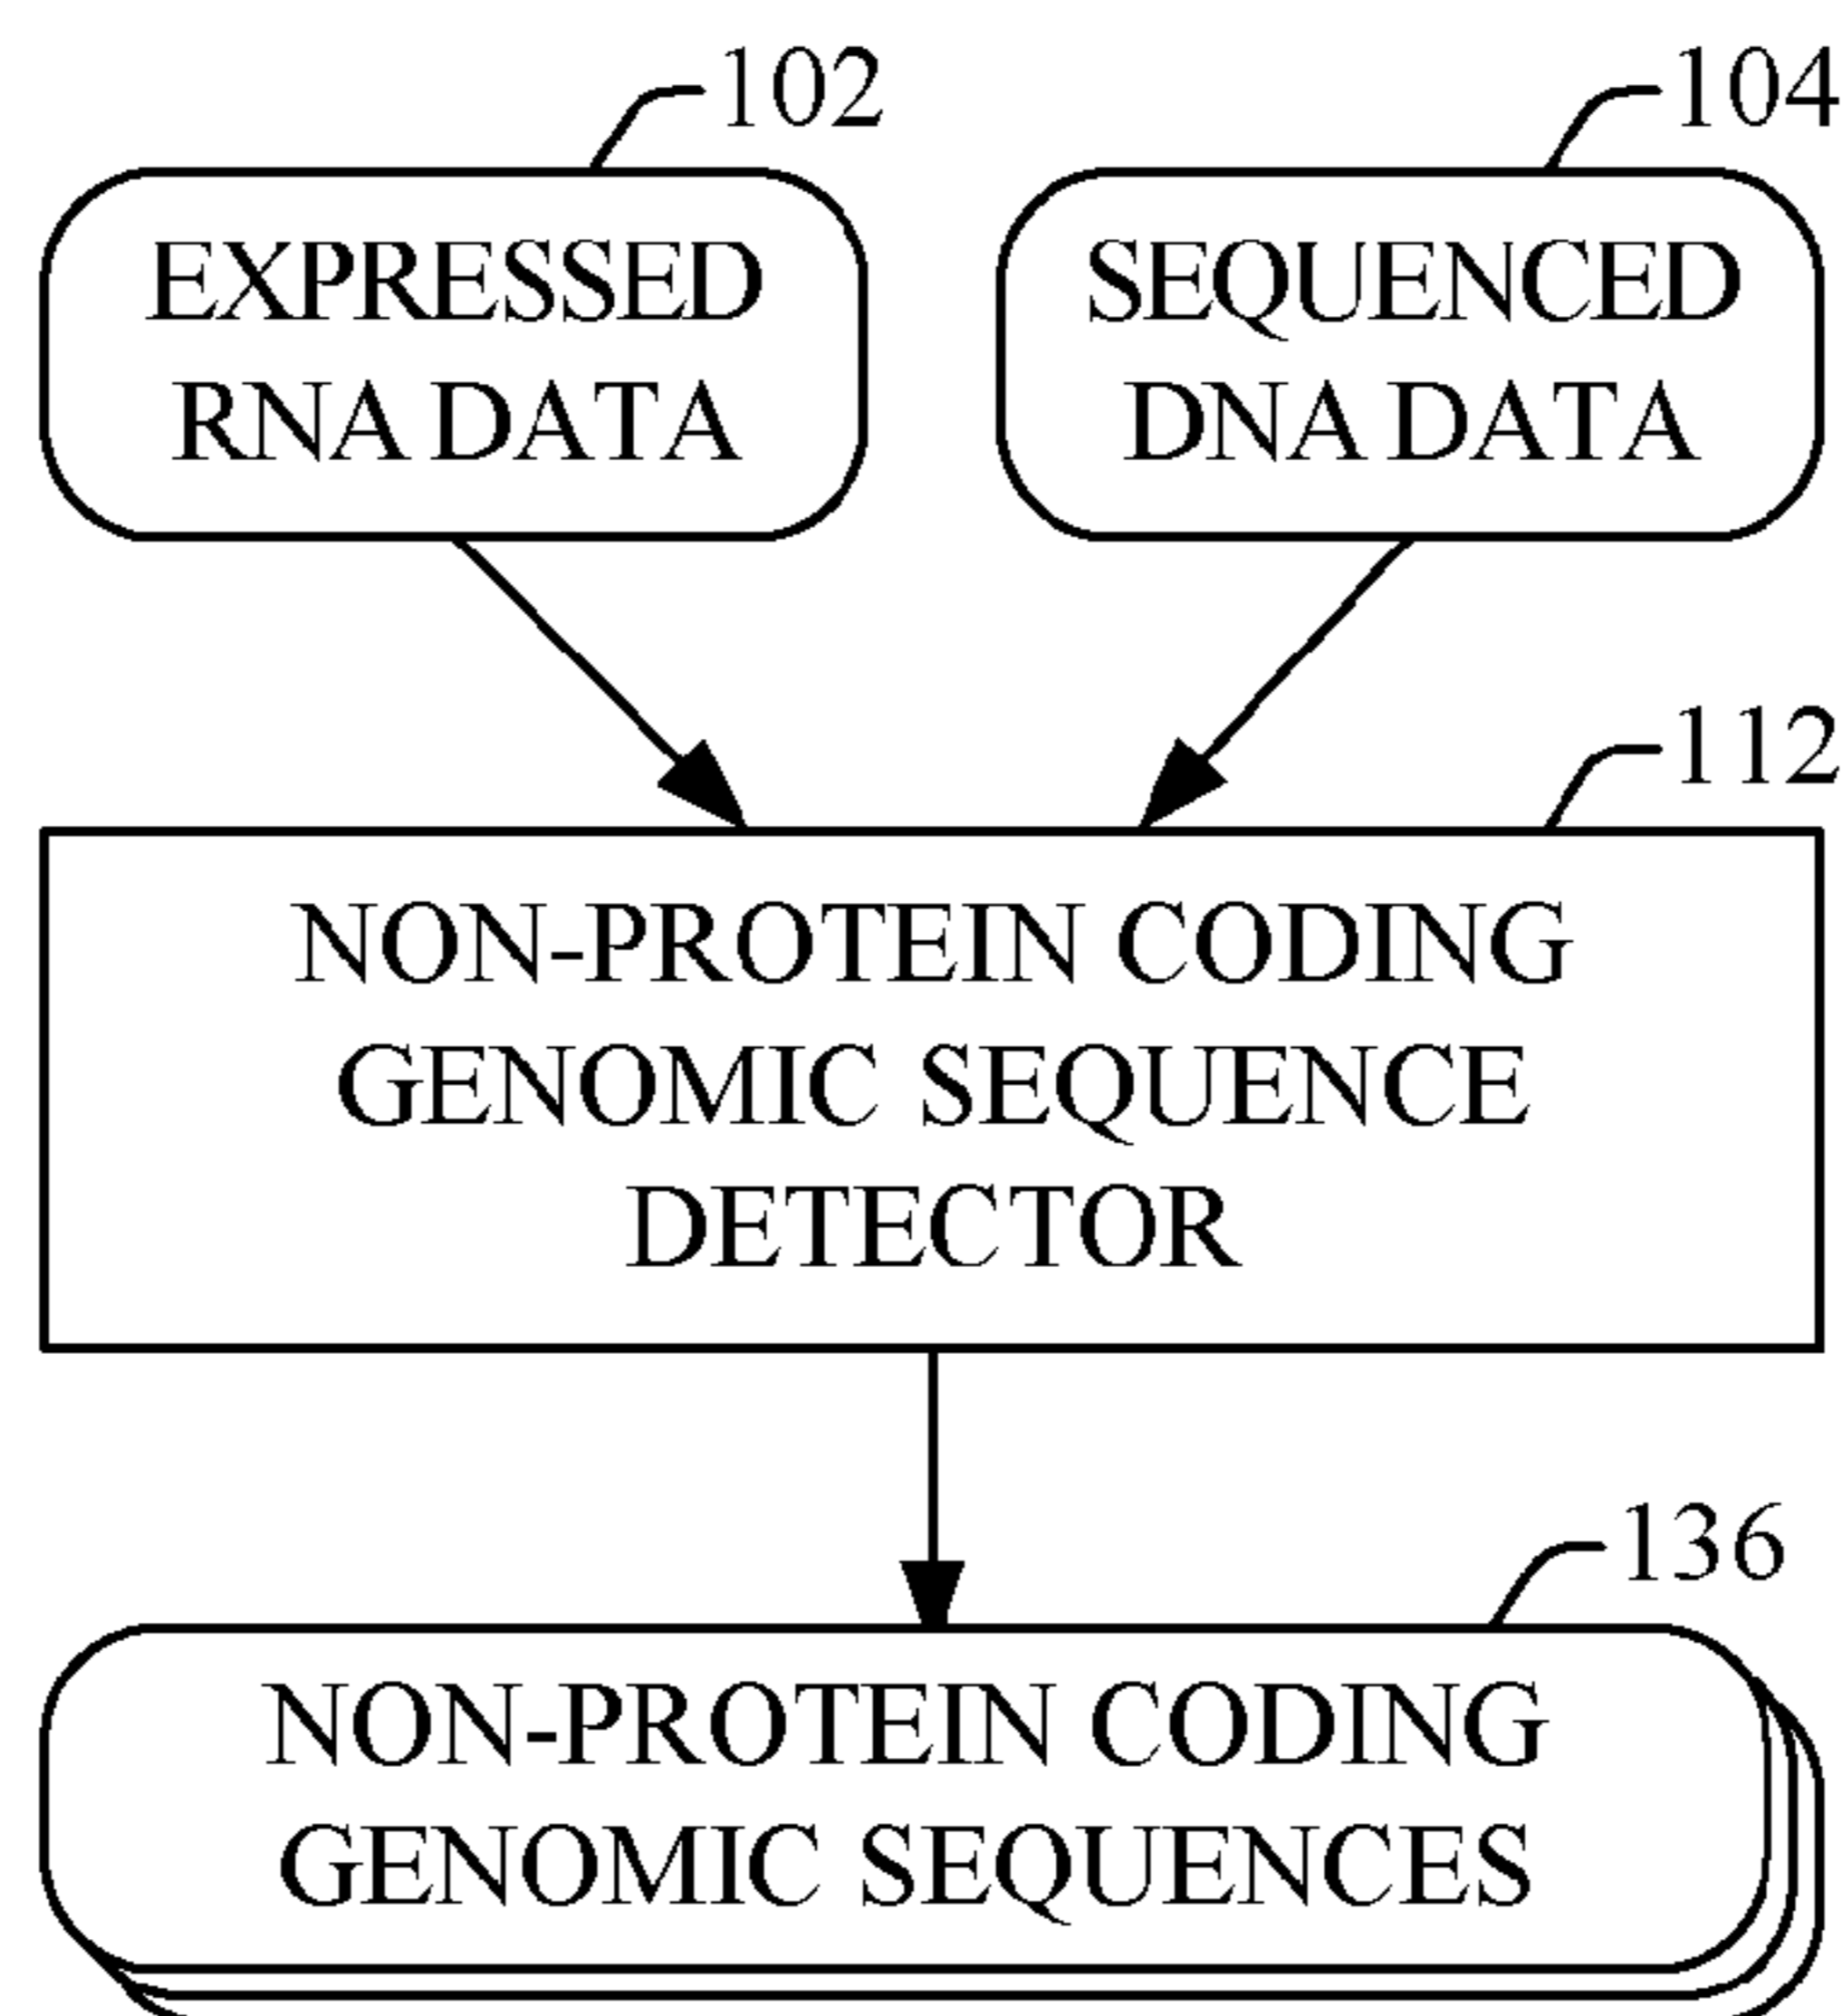 102
104
EXPRESSED
RNA DATA
SEQUENCED
DNA DATA
112
NON-PROTEIN CODING
GENOMIC SEQUENCE
DETECTOR
136
NON-PROTEIN CODING
GENOMIC SEQUENCES